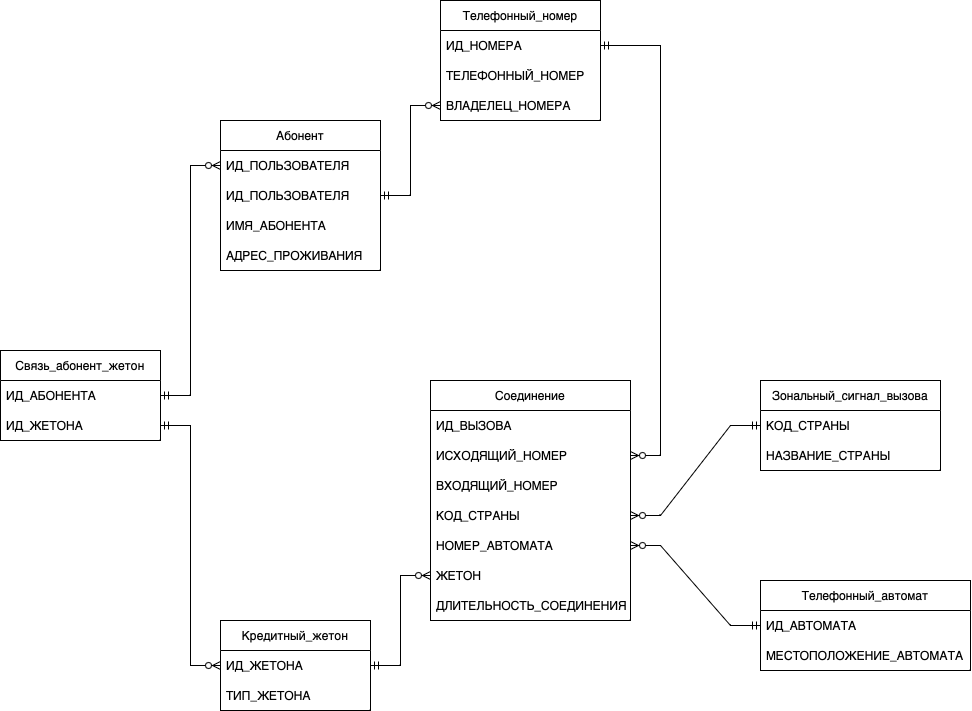 Телефонный_номер
ИД_НОМЕРА
ТЕЛЕФОННЫЙ_НОМЕР
ВЛАДЕЛЕЦ_НОМЕРА
Абонент
ИД_ПОЛЬЗОВАТЕЛЯ
ИД_ПОЛЬЗОВАТЕЛЯ
ИМЯ_АБОНЕНТА
АДРЕС_ПРОЖИВАНИЯ
Связь_абонент_жетон
ИД_АБОНЕНТА
ИД_ЖЕТОНА
Соединение
ИД_ВЫЗОВА
ИСХОДЯЩИЙ_НОМЕР
ВХОДЯЩИЙ_НОМЕР
КОД_СТРАНЫ
НОМЕР_АВТОМАТА
ЖЕТОН
ДЛИТЕЛЬНОСТЬ_СОЕДИНЕНИЯ
Зональный_сигнал_вызова
КОД_СТРАНЫ
НАЗВАНИЕ_СТРАНЫ
Телефонный_автомат
ИД_АВТОМАТА
МЕСТОПОЛОЖЕНИЕ_АВТОМАТА
Кредитный_жетон
ИД_ЖЕТОНА
ТИП_ЖЕТОНА